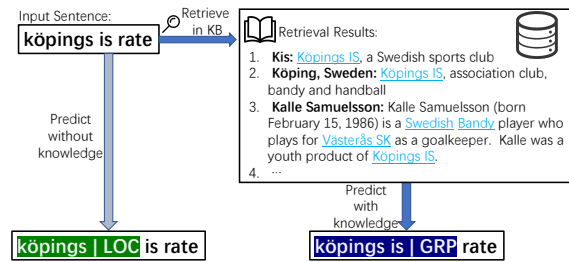 Input Sentence:
köpings is rate
Retrieve
in KB
Retrieval Results:
1. Kis: Köpings IS, a Swedish sports club
2. Köping, Sweden: Köpings IS, association club,
bandy and handball
3. Kalle Samuelsson: Kalle Samuelsson (born
February 15, 1986) is a Swedish Bandy player who
plays for Västerås SK as a goalkeeper. Kalle was a
youth product of Köpings IS.
4. ...
Predict
without
knowledge
Predict
with
knowledge
köpings | LOC is rate
köpings is | GRP rate